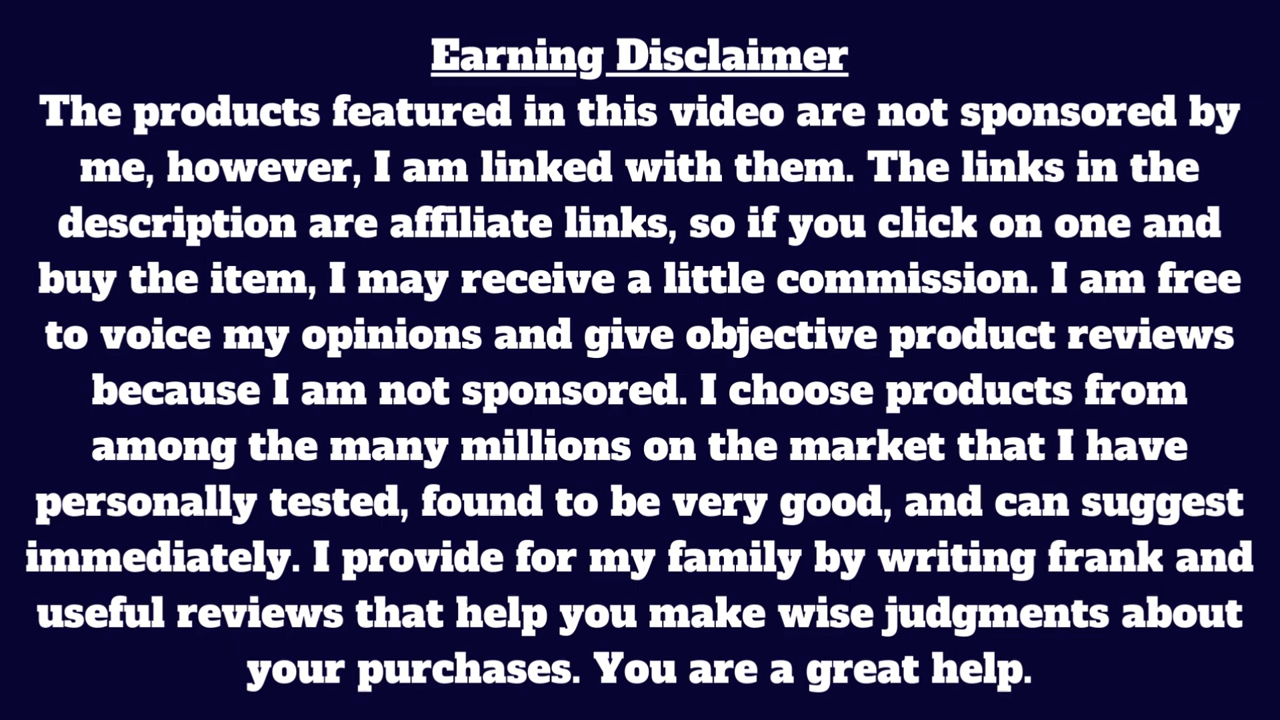 Earning Disclaimer
The products featured in this video are not sponsored by
me, however, I am linked with them. The links in the
description are affiliate links, so if you click on one and
buy the item, I may receive a little commission. I am free
to voice my opinions and give objective product reviews
because I am not sponsored. I choose products from
among the many millions on the market that I have
personally tested, found to be very good, and can suggest
immediately. I provide for my family by writing frank and
useful reviews that help you make wise judgments about
your purchases. You are a great help.